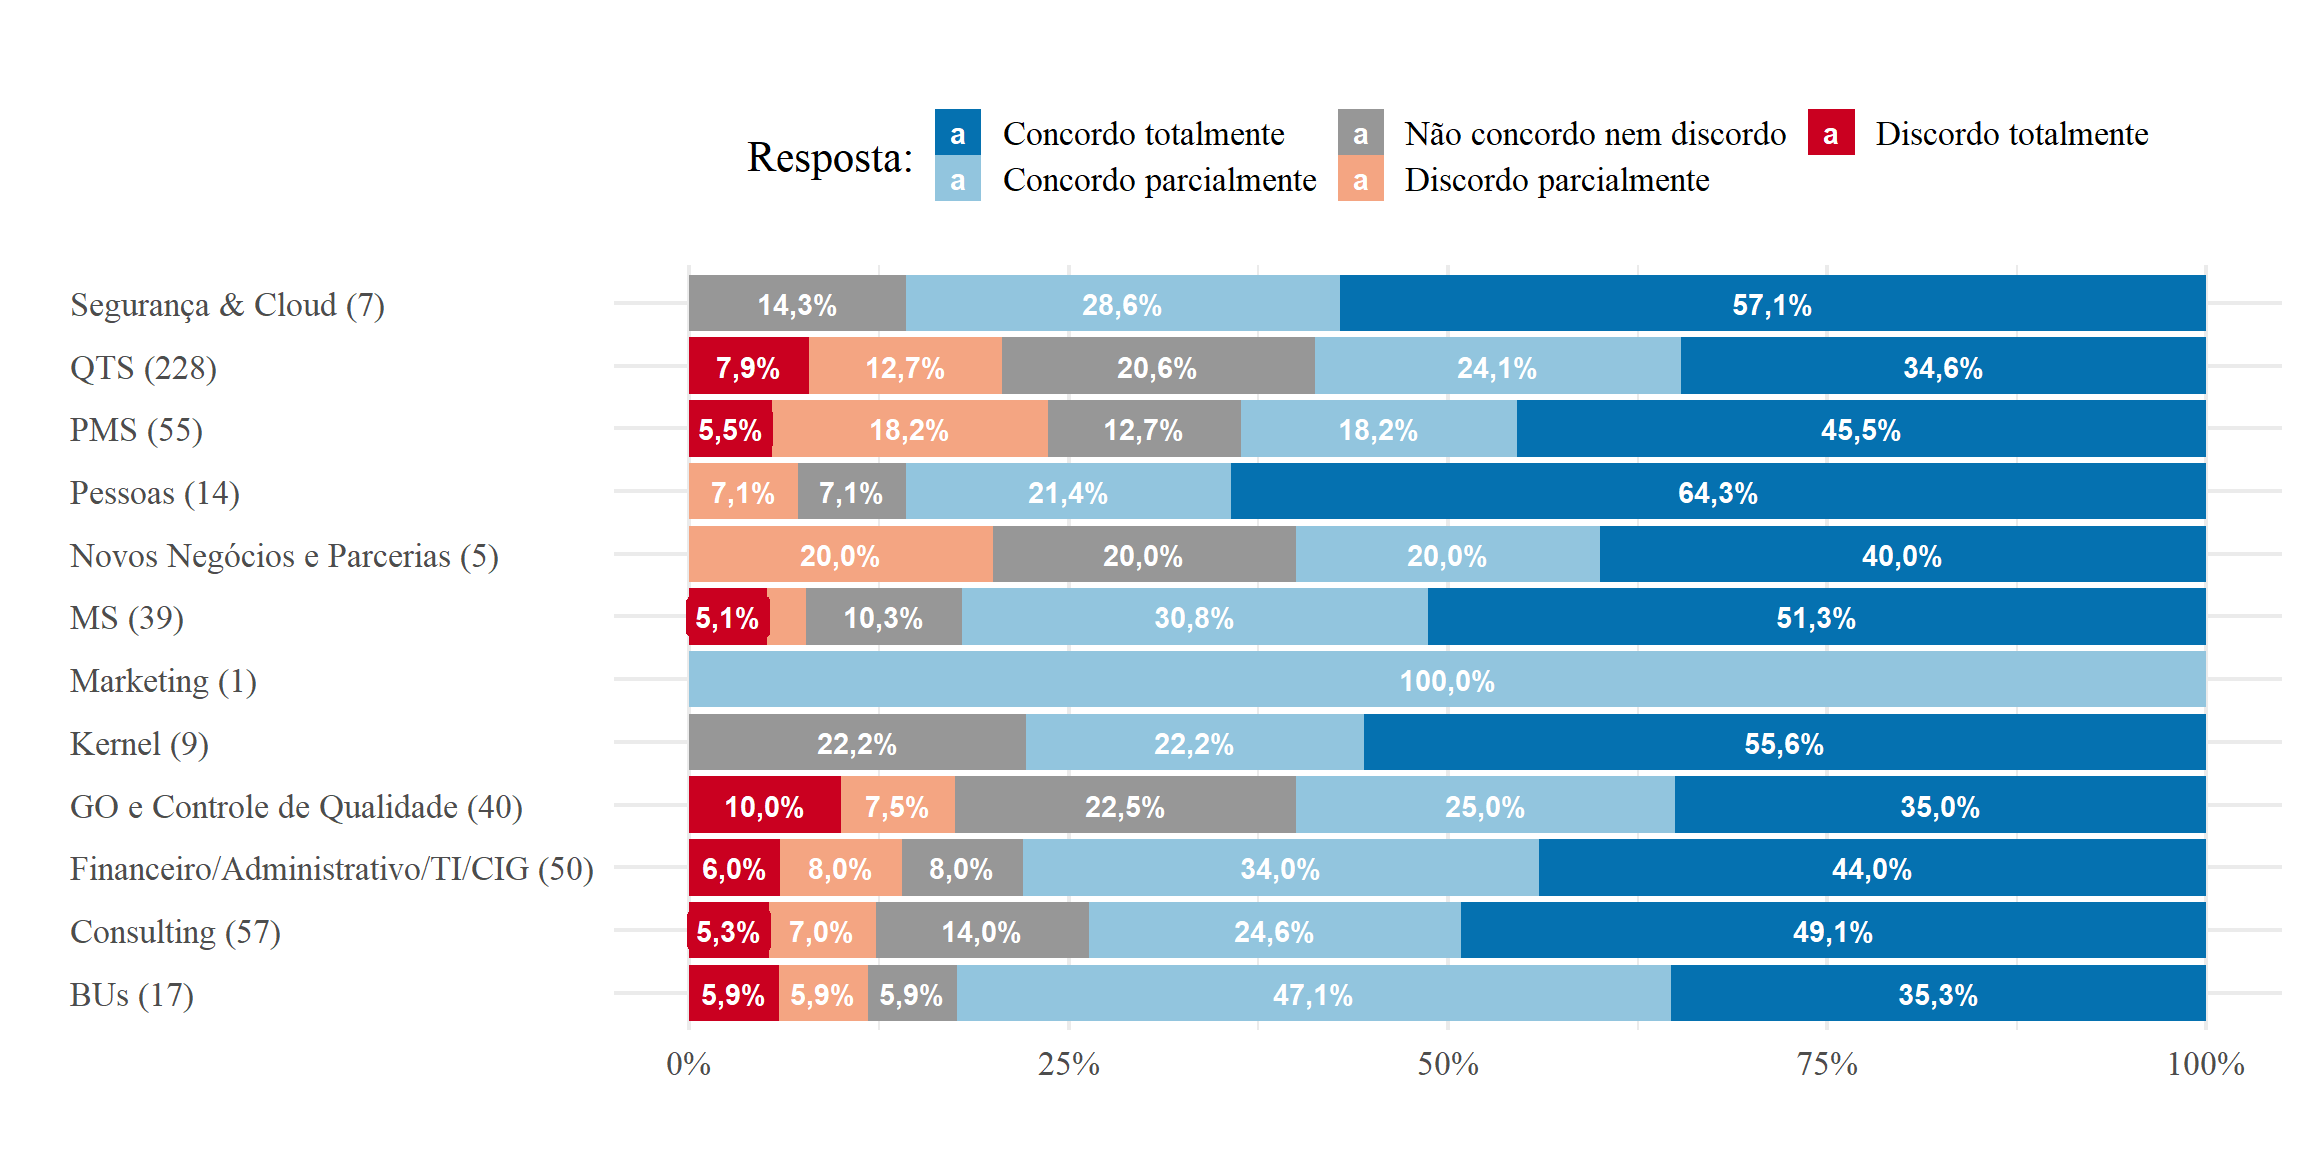 Resposta:
a Concordo totalmente
a Não concordo nem discordo
a Discordo totalmente
a Concordo parcialmente
a Discordo parcialmente
Segurança & Cloud (7) 14,3% 28,6% 57,1%
QTS (228) 7,9% 12,7% 20,6% 24,1% 34,6%
PMS (55) 5,5% 18,2% 12,7% 18,2% 45,5%
Pessoas (14) 7,1% 7,1% 21,4% 64,3%
Novos Negócios e Parcerias (5) 20,0% 20,0% 20,0% 40,0%
MS (39) 5,1% 10,3% 30,8% 51,3%
Marketing (1) 100,0%
Kernel (9) 22,2% 22,2% 55,6%
GO e Controle de Qualidade (40) 10,0% 7,5% 22,5% 25,0% 35,0%
Financeiro/Administrativo/TI/CIG (50) 6,0% 8,0% 8,0% 34,0% 44,0%
Consulting (57) 5,3% 7,0% 14,0% 24,6% 49,1%
BUs (17) 5,9% 5,9% 5,9% 47,1% 35,3%
0% 25% 50% 75% 100%